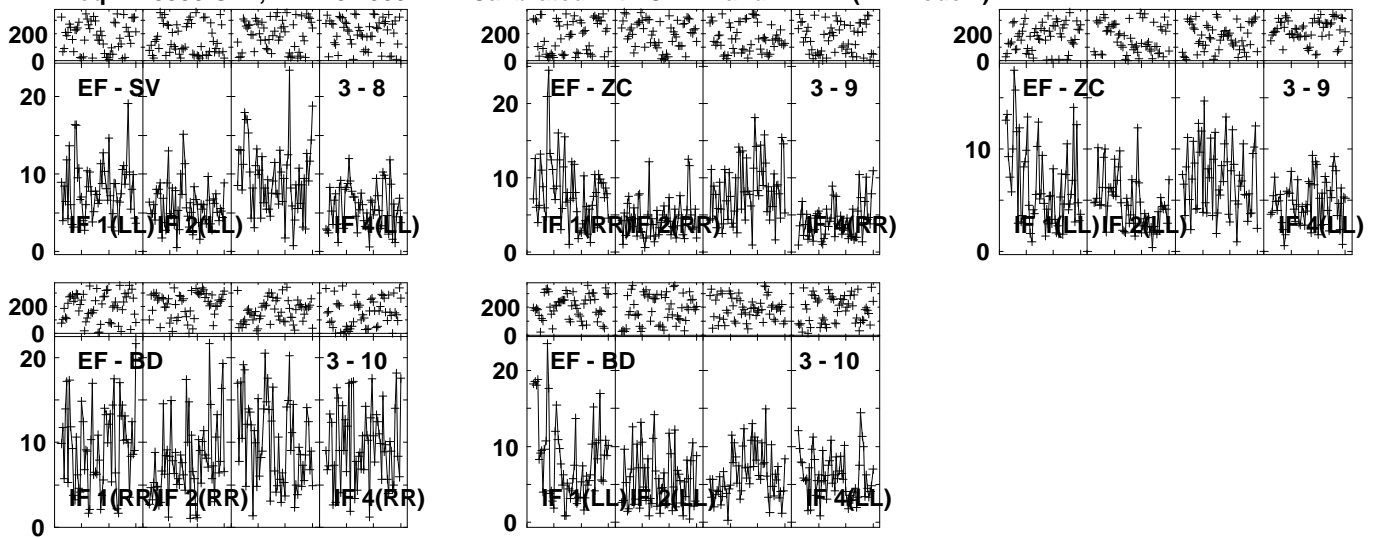 200
0
EF - SV 3 - 8
20
10
IF 1(LL) IF 2(LL) IF 4(LL)
0
200
0
EF - ZC 3 - 9
20
10
IF 1(RR) IF 2(RR) IF 4(RR)
0
200
0
EF - ZC 3 - 9
10
IF 1(LL) IF 2(LL) IF 4(LL)
0
200
0
EF - BD 3 - 10
20
10
IF 1(RR) IF 2(RR) IF 4(RR)
0
200
0
EF - BD 3 - 10
20
10
IF 1(LL) IF 2(LL) IF 4(LL)
0